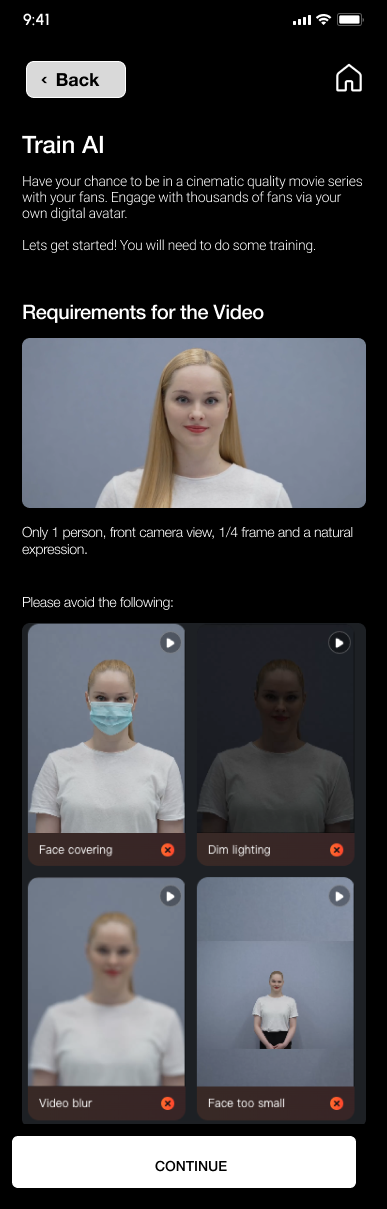 9:41
‹ Back
Train AI
Have your chance to be in a cinematic quality movie series
with your fans. Engage with thousands of fans via your
own digital avatar.
Lets get started! You will need to do some training.
Requirements for the Video
Only 1 person, front camera view, 1/4 frame and a natural
expression.
Please avoid the following:
Face covering
Dim lighting
Video blur
Face too small
CONTINUE